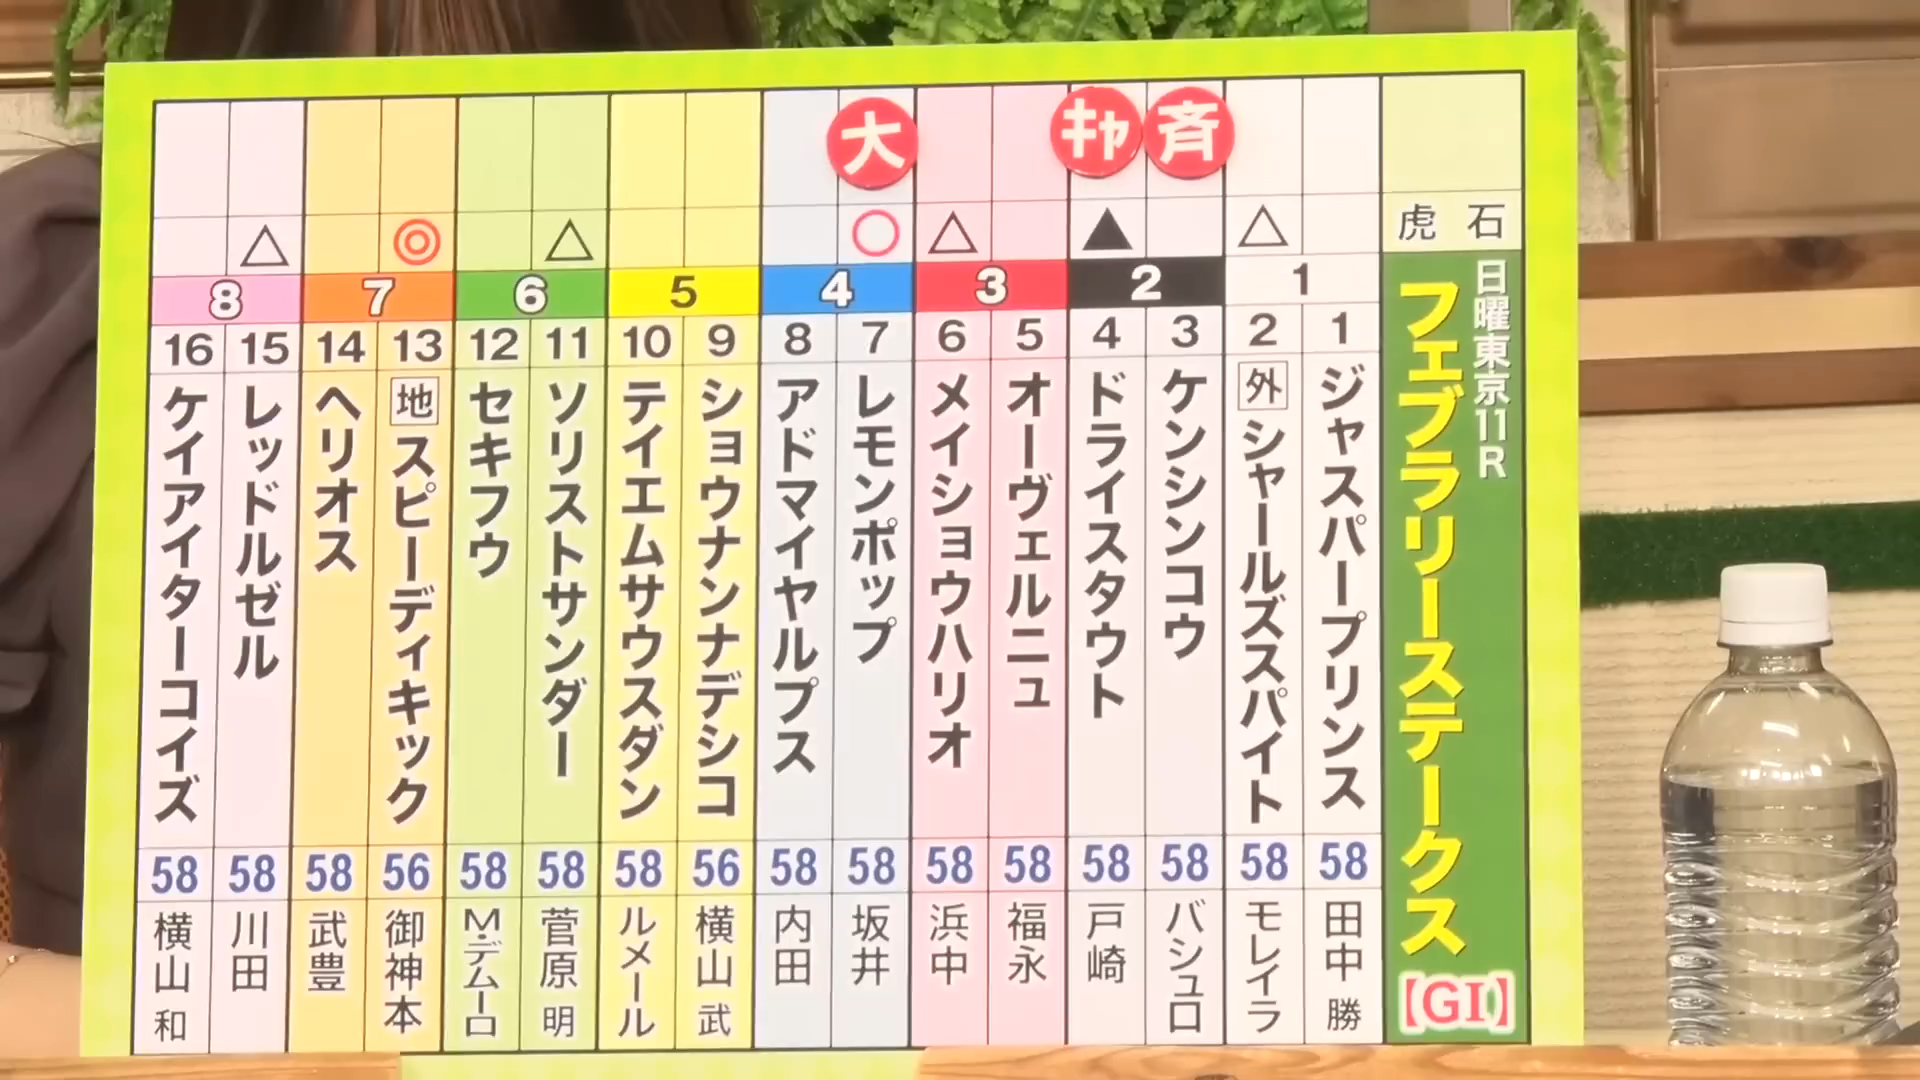 石虎
日曜東京11R
フェブラリーステークス
【GI】
斉
キャ
大
△
▲
△
○
△
◎
△
1
2
3
4
5
6
7
8
1 ジャスパープリンス 58 田中勝
2 外 シャールズスパイト 58 モレイラ
3 ケンシンコウ 58 バシュロ
4 ドライスタウト 58 戸崎
5 オーヴェルニュ 58 福永
6 メイショウハリオ 58 浜中
7 レモンポップ 58 坂井
8 アドマイヤルプス 58 内田
9 ショウナンナデシコ 56 横山武
10 テイエムサウスダン 58 ルメール
11 ソリストサンダー 58 菅原明
12 セキフウ 58 M・デムーロ
13 地 スピーディキック 56 御神本
14 ヘリオス 58 武豊
15 レッドルゼル 58 川田
16 ケイアイターコイズ 58 横山和